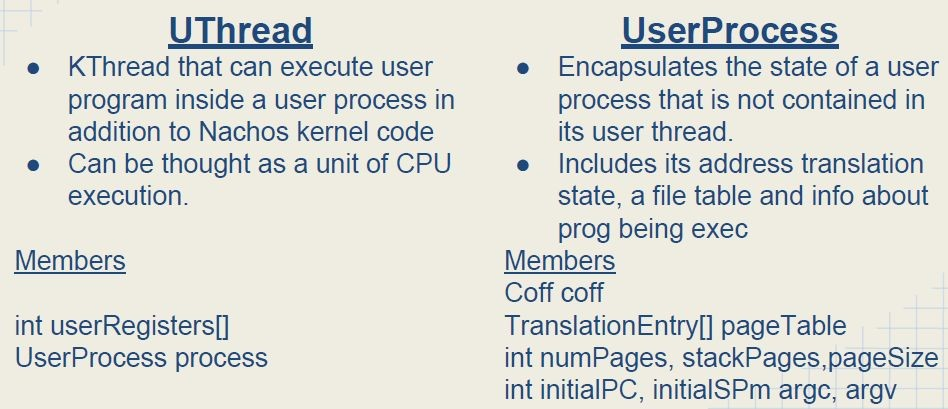 UThread
● KThread that can execute user
program inside a user process in
addition to Nachos kernel code
● Can be thought as a unit of CPU
execution.
Members
int userRegisters[]
UserProcess process
UserProcess
● Encapsulates the state of a user
process that is not contained in
its user thread.
● Includes its address translation
state, a file table and info about
prog being exec
Members
Coff coff
TranslationEntry[] pageTable
int numPages, stackPages,pageSize
int initialPC, initialSPm argc, argv